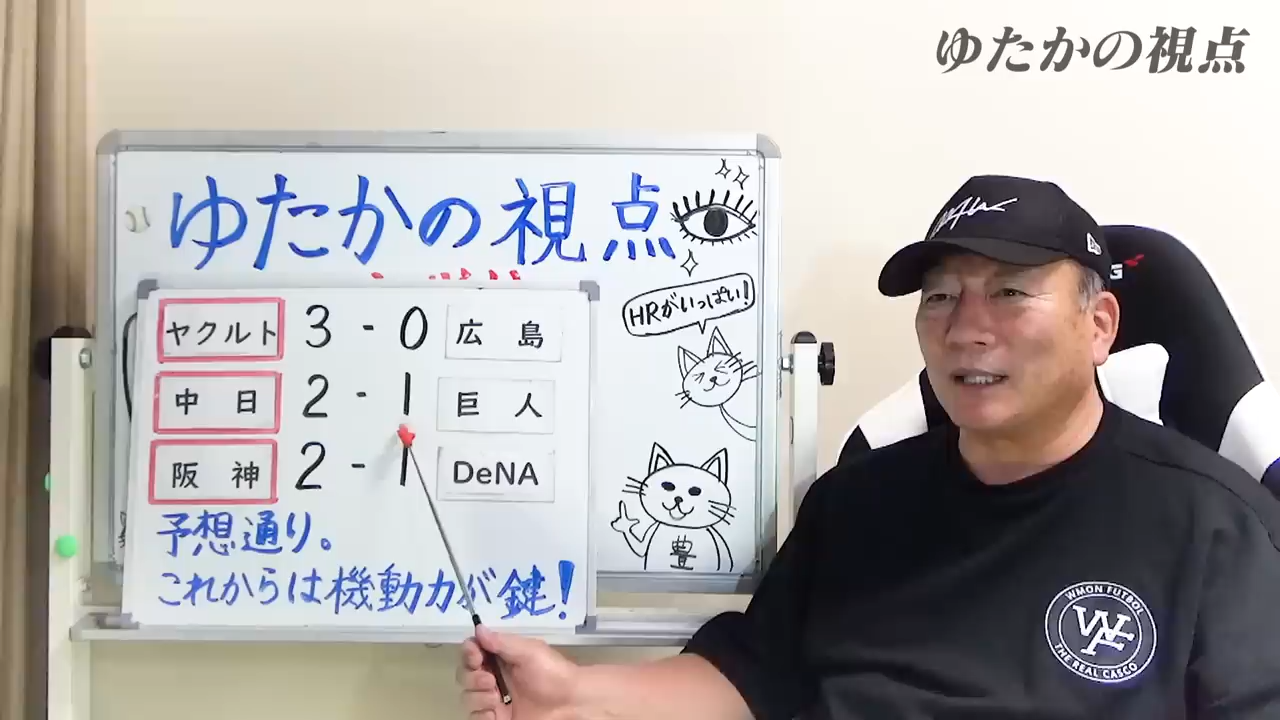 ゆたかの視点
ゆたかの視点
HRがいっぱい!
ヤクルト 3 - 0 広島
中日 2 - 1 巨人
阪神 2 - 1 DeNA
予想通り。
これからは機動力が鍵!
豊
WMON FUTBOL
THE REAL CASCO